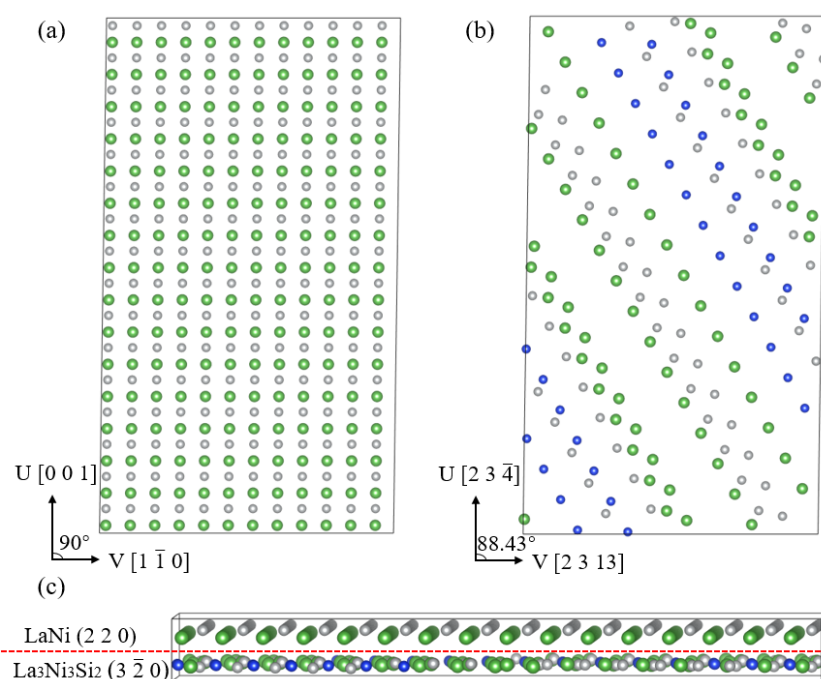 (a)
(b)
U [0 0 1]
90°
V [1 1̄ 0]
U [2 3 4̄]
88.43°
V [2 3 13]
(c)
LaNi (2 2 0)
La₃Ni₃Si₂ (3 2̄ 0)